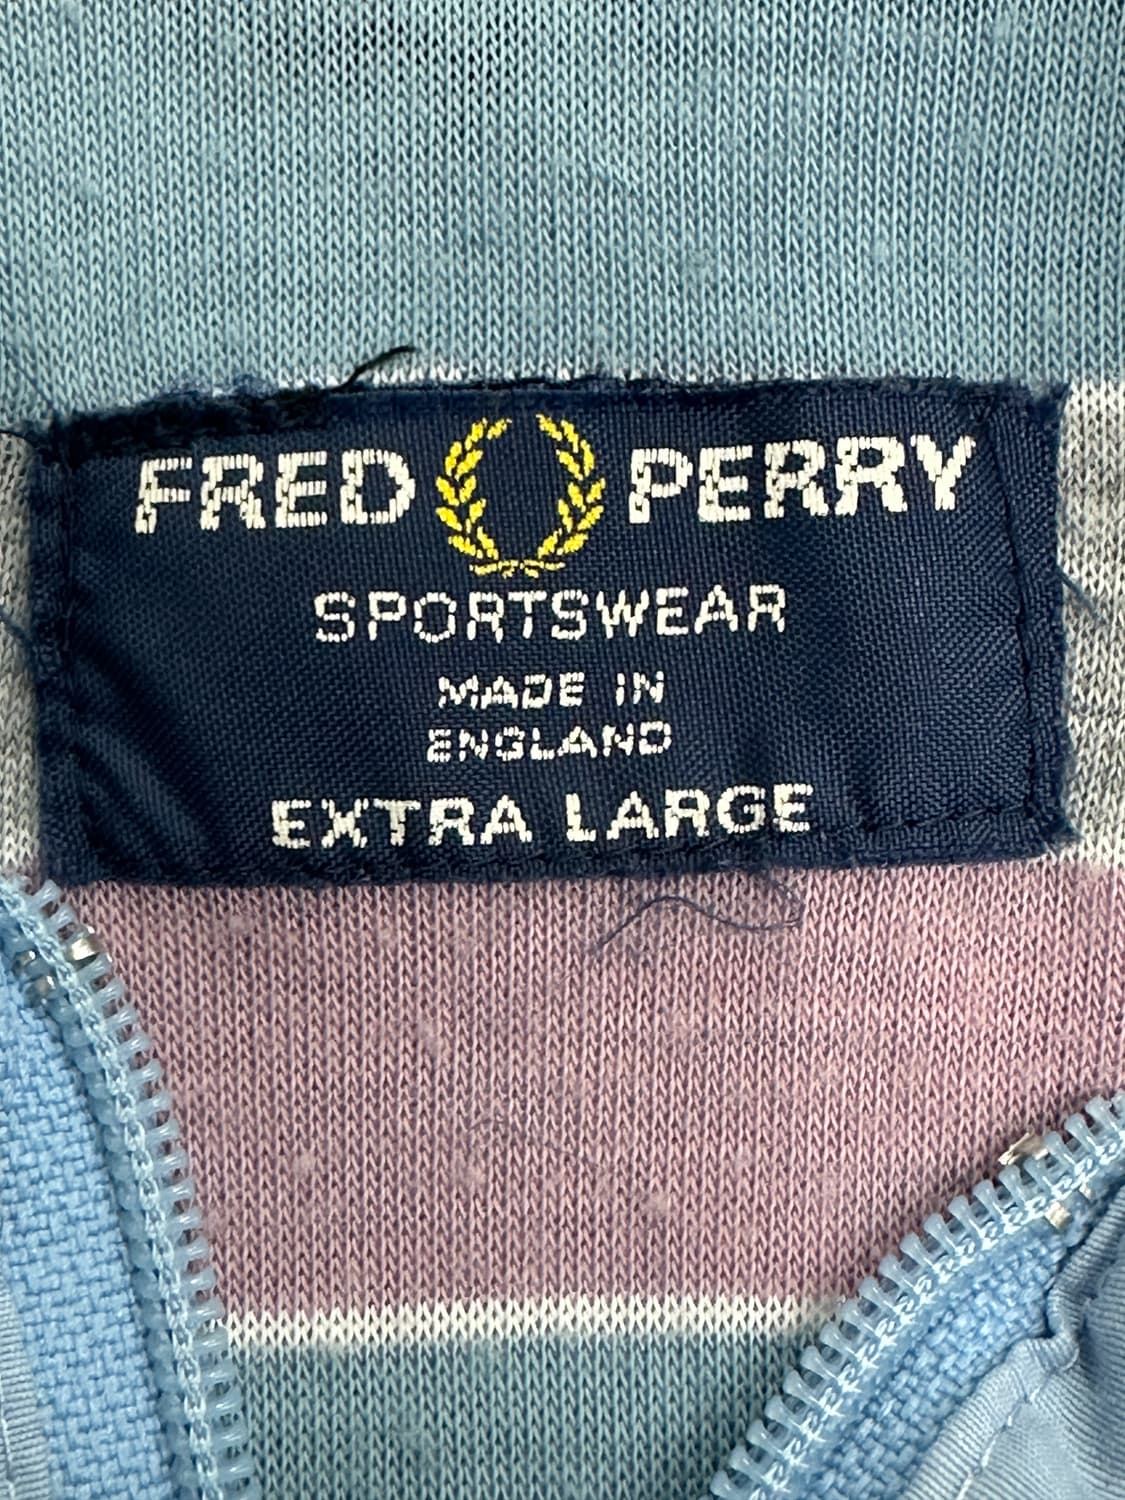 FRED PERRY
SPORTSWEAR
MADE IN
ENGLAND
EXTRA LARGE